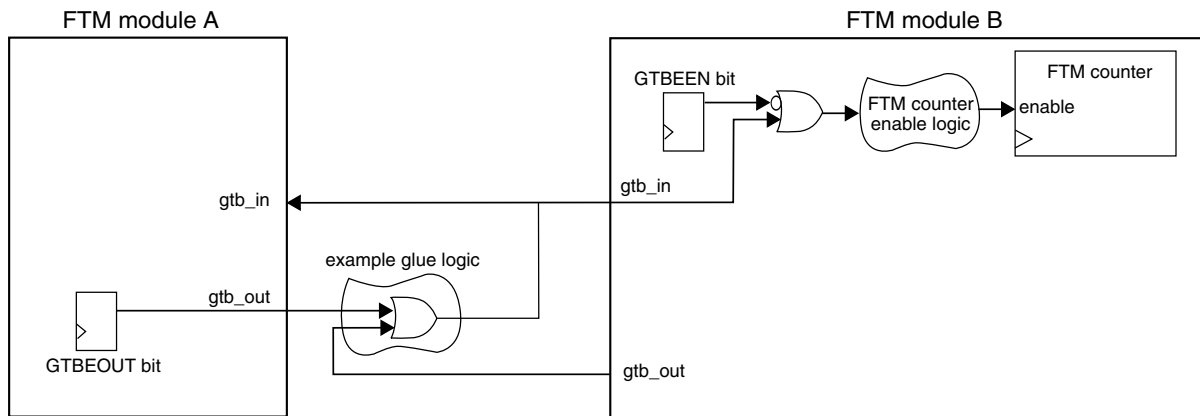 FTM module A
FTM module B
GTBEEN bit
FTM counter
enable
FTM counter
enable logic
gtb_in
gtb_in
example glue logic
gtb_out
GTBEOUT bit
gtb_out